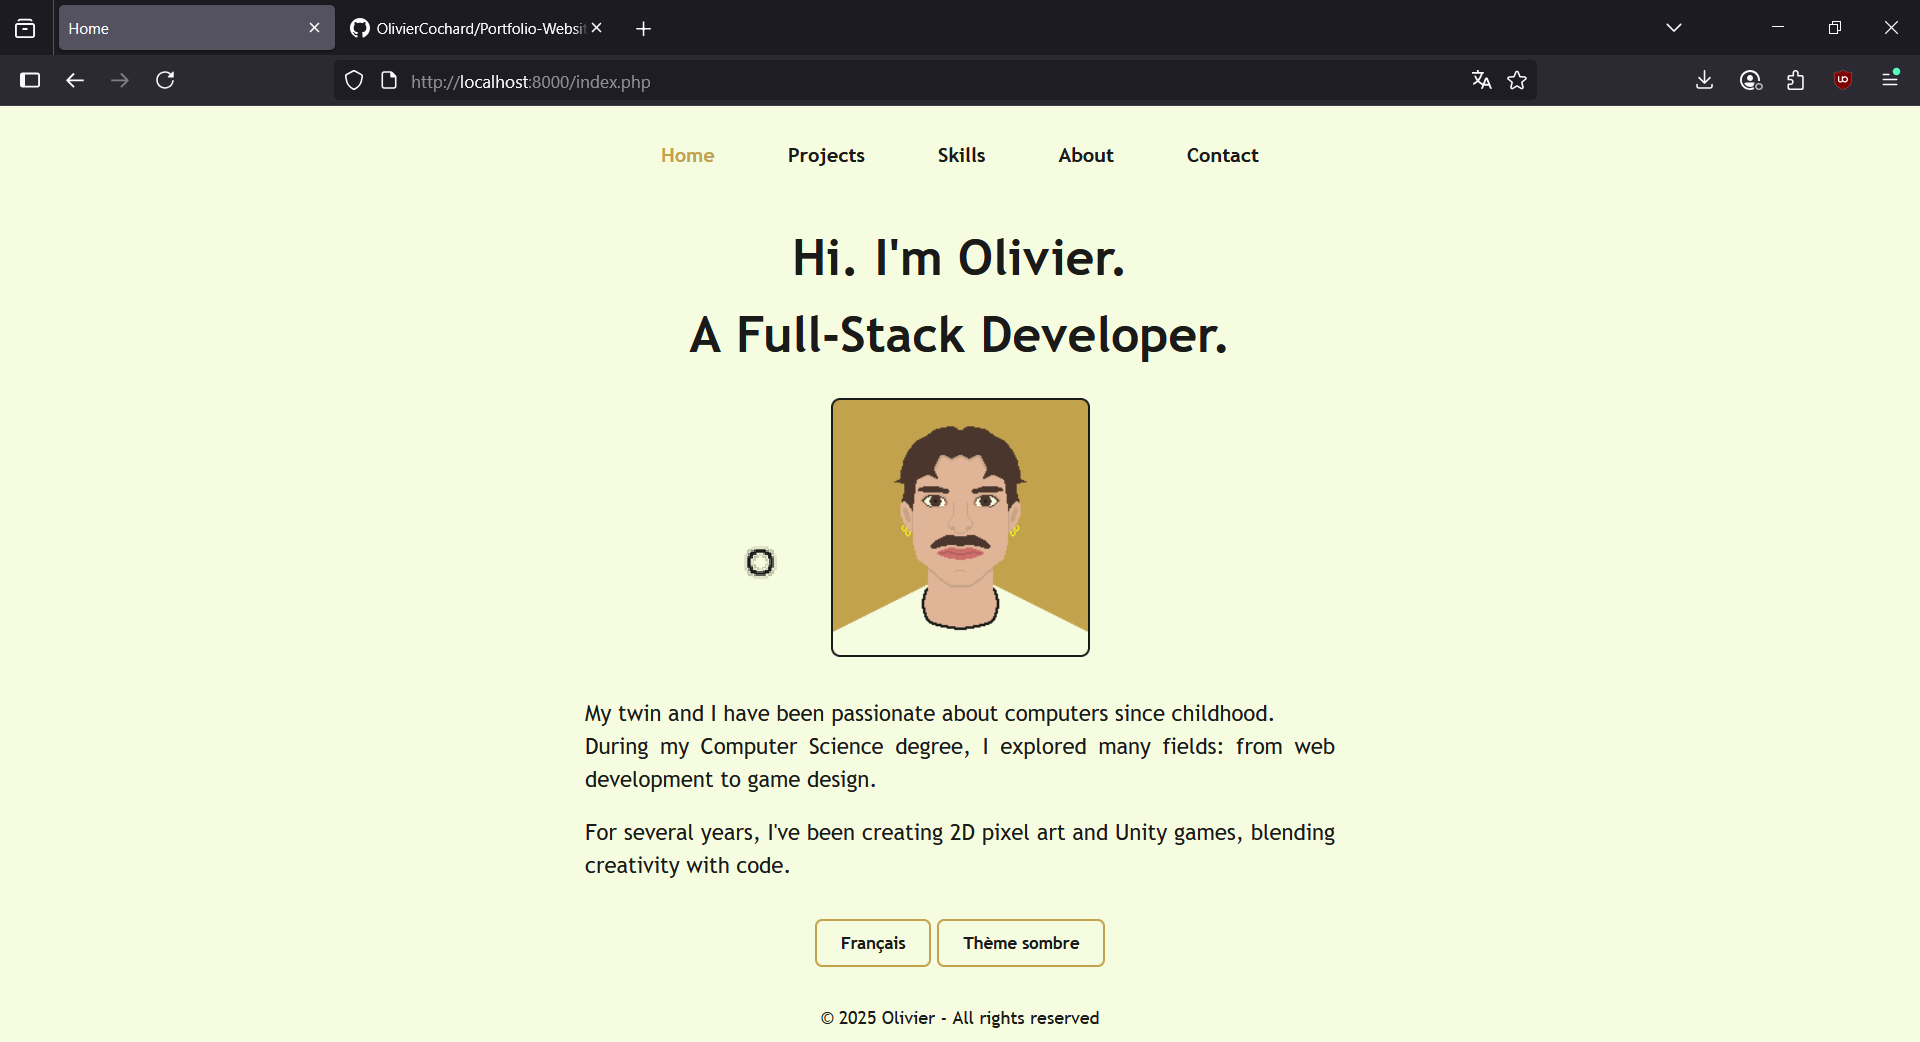 Home
OlivierCochard/Portfolio-Websi
http://localhost:8000/index.php
Home Projects Skills About Contact
Hi. I'm Olivier.
A Full-Stack Developer.
My twin and I have been passionate about computers since childhood.
During my Computer Science degree, I explored many fields: from web
development to game design.
For several years, I've been creating 2D pixel art and Unity games, blending
creativity with code.
Français Thème sombre
© 2025 Olivier - All rights reserved